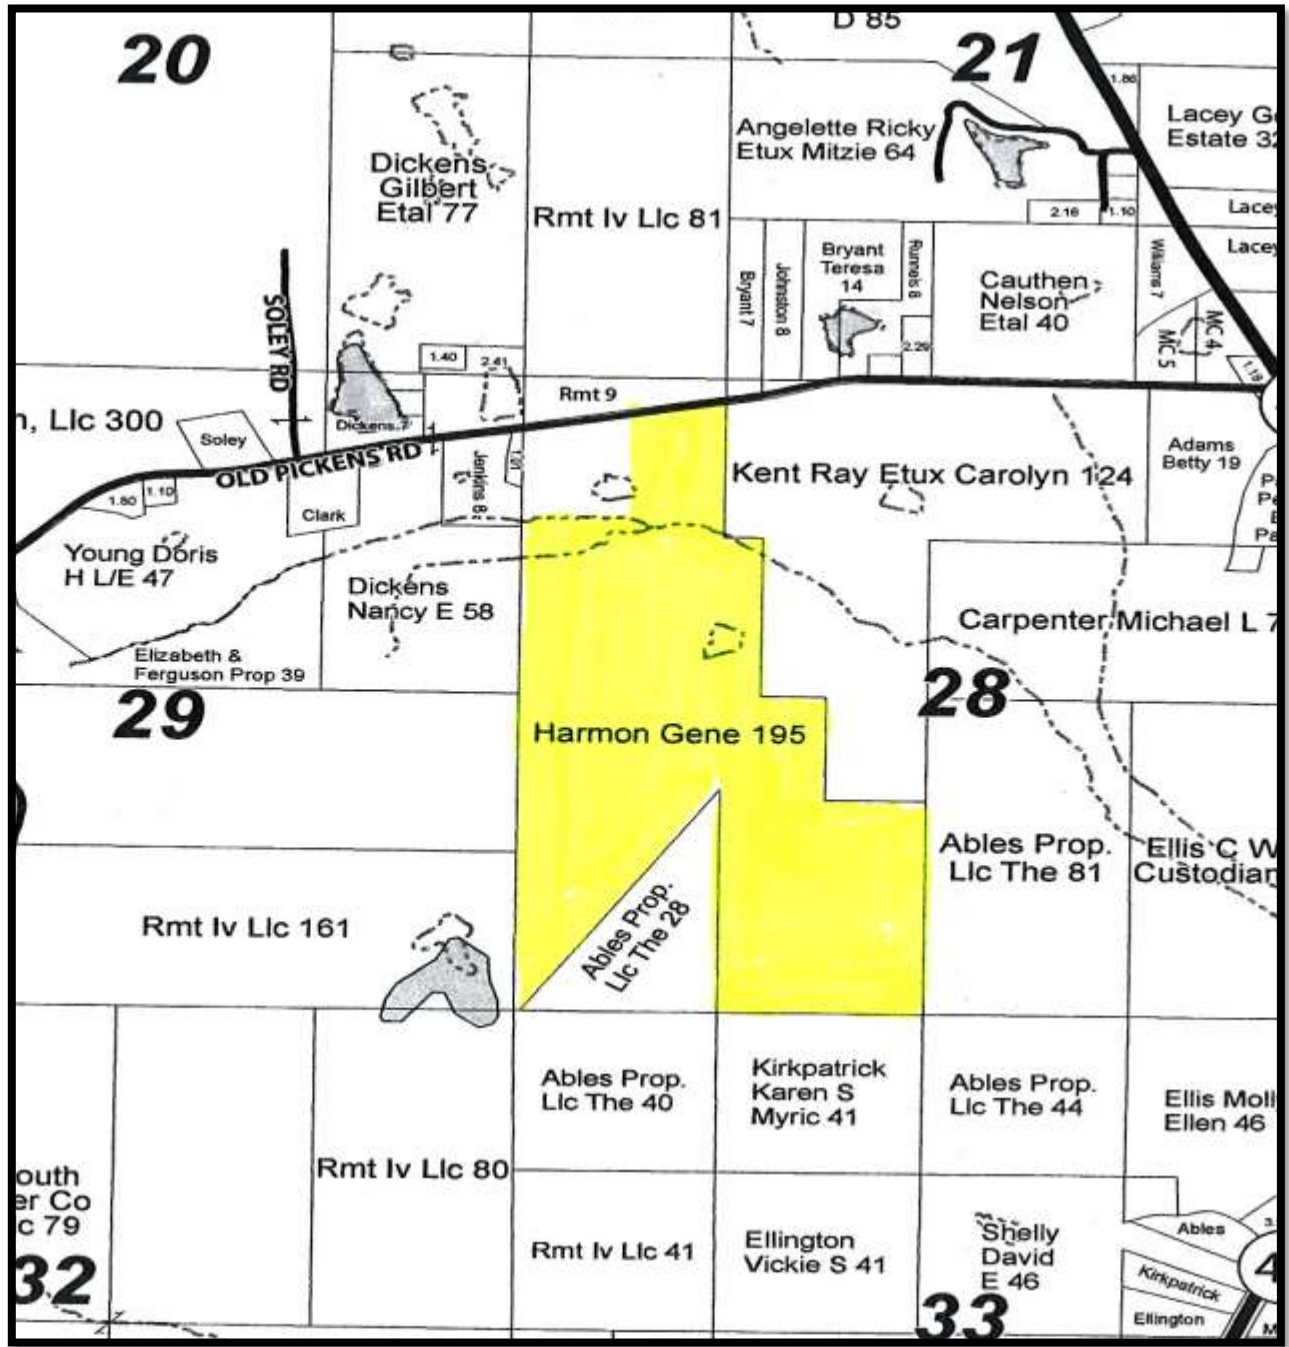 20
D 85
21
1.86
Lacey G
Estate 32
Angelette Ricky
Etux Mitzie 64
Dickens
Gilbert
Etal 77
Rmt Iv Llc 81
2.16
1.10
Lacey
Lacey
Bryant 7
Johnston 8
Bryant
Teresa
14
Runnels 8
2.29
Cauthen
Nelson
Etal 40
Williams 7
MC 4
MC 5
1.19
SOLEY RD
1.40
2.41
Rmt 9
, Llc 300
Soley
Dickens 7
OLD PICKENS RD
Jenkins 8
1.01
1.80
1.10
Clark
Kent Ray Etux Carolyn 124
Adams
Betty 19
Pa
Pe
E
Pa
Young Doris
H L/E 47
Dickens
Nancy E 58
Elizabeth &
Ferguson Prop 39
Carpenter Michael L 7
29
28
Harmon Gene 195
Ables Prop.
Llc The 81
Ellis C W
Custodian
Ables Prop.
Llc The 28
Rmt Iv Llc 161
Ables Prop.
Llc The 40
Kirkpatrick
Karen S
Myric 41
Ables Prop.
Llc The 44
Ellis Moll
Ellen 46
Rmt Iv Llc 80
outh
er Co
c 79
32
Rmt Iv Llc 41
Ellington
Vickie S 41
Shelly
David
E 46
33
Ables
3.
4
Kirkpatrick
Ellington
M